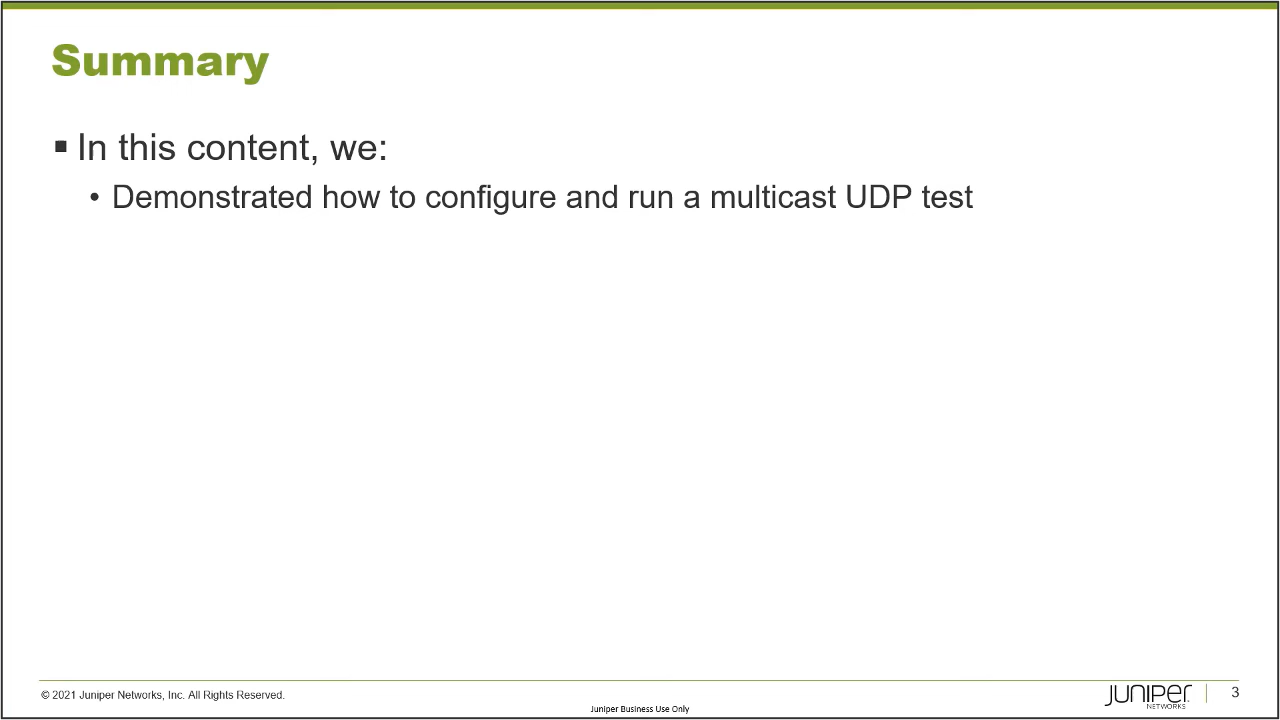 Summary
▪ In this content, we:
• Demonstrated how to configure and run a multicast UDP test
© 2021 Juniper Networks, Inc. All Rights Reserved.
JUNIPER
NETWORKS
3
Juniper Business Use Only